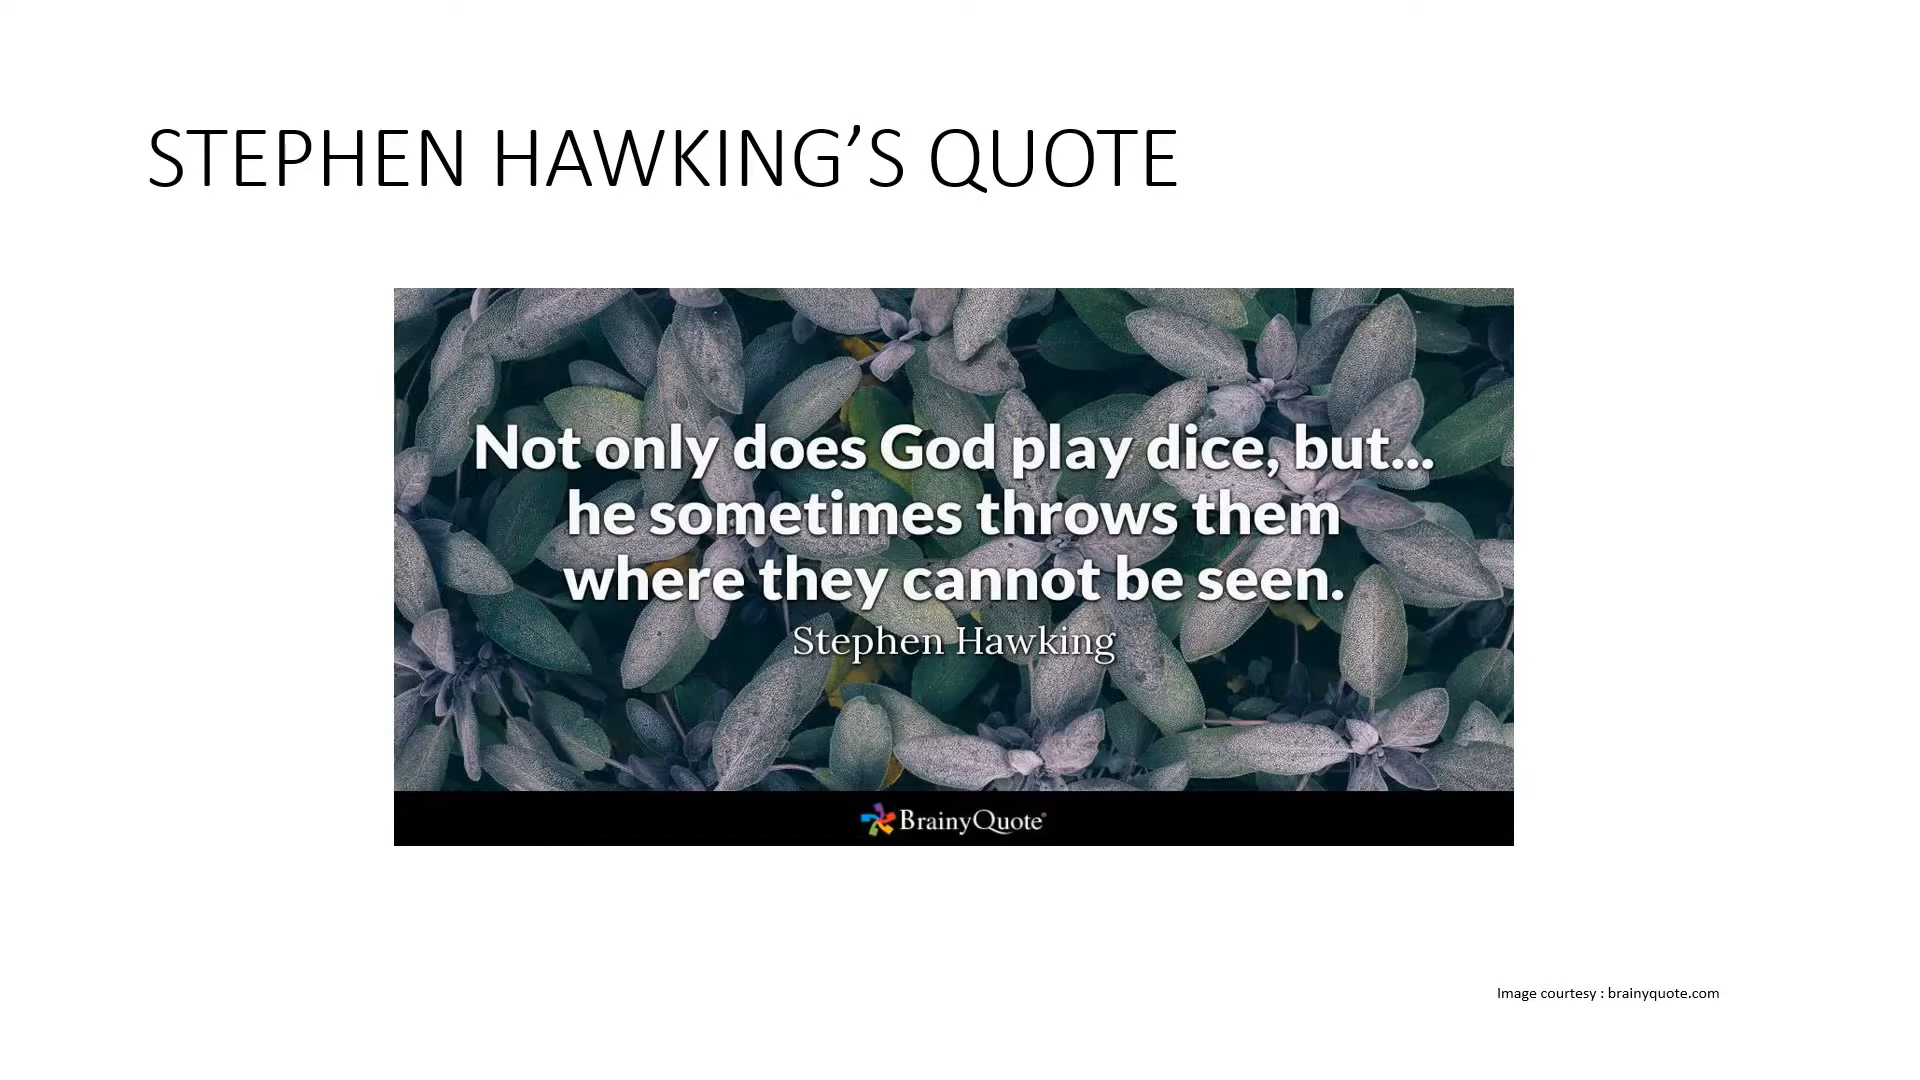 STEPHEN HAWKING’S QUOTE
Not only does God play dice, but...
he sometimes throws them
where they cannot be seen.
Stephen Hawking
BrainyQuote®
Image courtesy : brainyquote.com